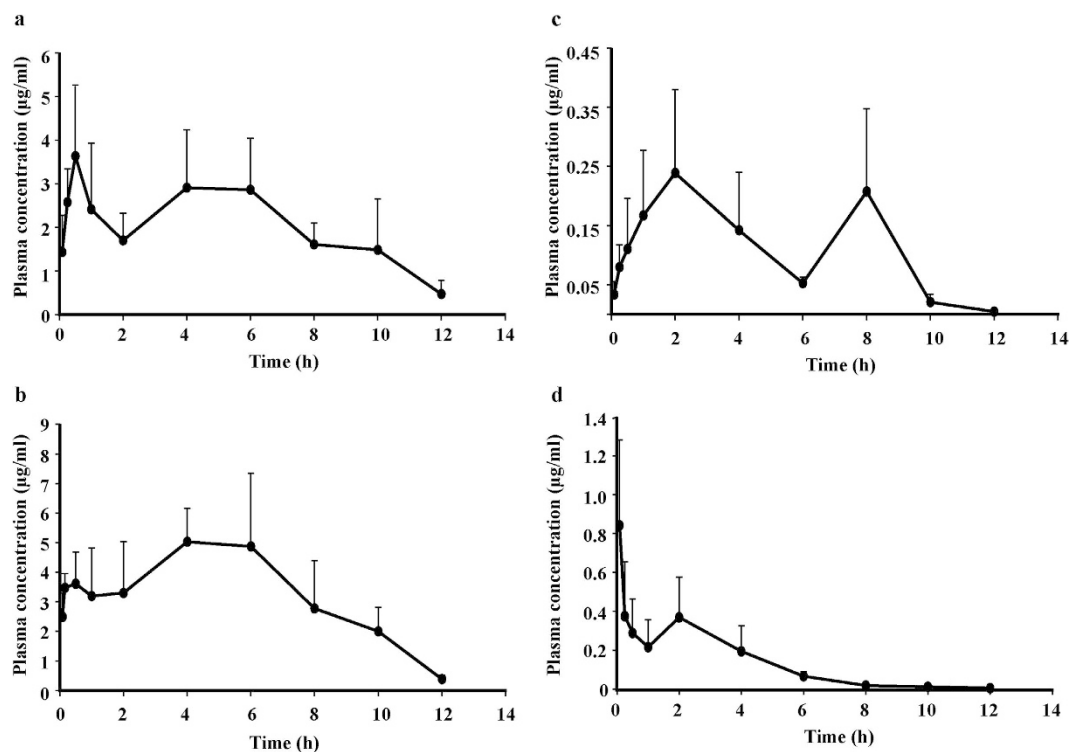 a
Plasma concentration (µg/ml)
6
5
4
3
2
1
0
0 2 4 6 8 10 12 14
Time (h)
c
Plasma concentration (µg/ml)
0.45
0.35
0.25
0.15
0.05
0 2 4 6 8 10 12 14
Time (h)
b
Plasma concentration (µg/ml)
9
8
7
6
5
4
3
2
1
0
0 2 4 6 8 10 12 14
Time (h)
d
Plasma concentration (µg/ml)
1.4
1.2
1.0
0.8
0.6
0.4
0.2
0
0 2 4 6 8 10 12 14
Time (h)